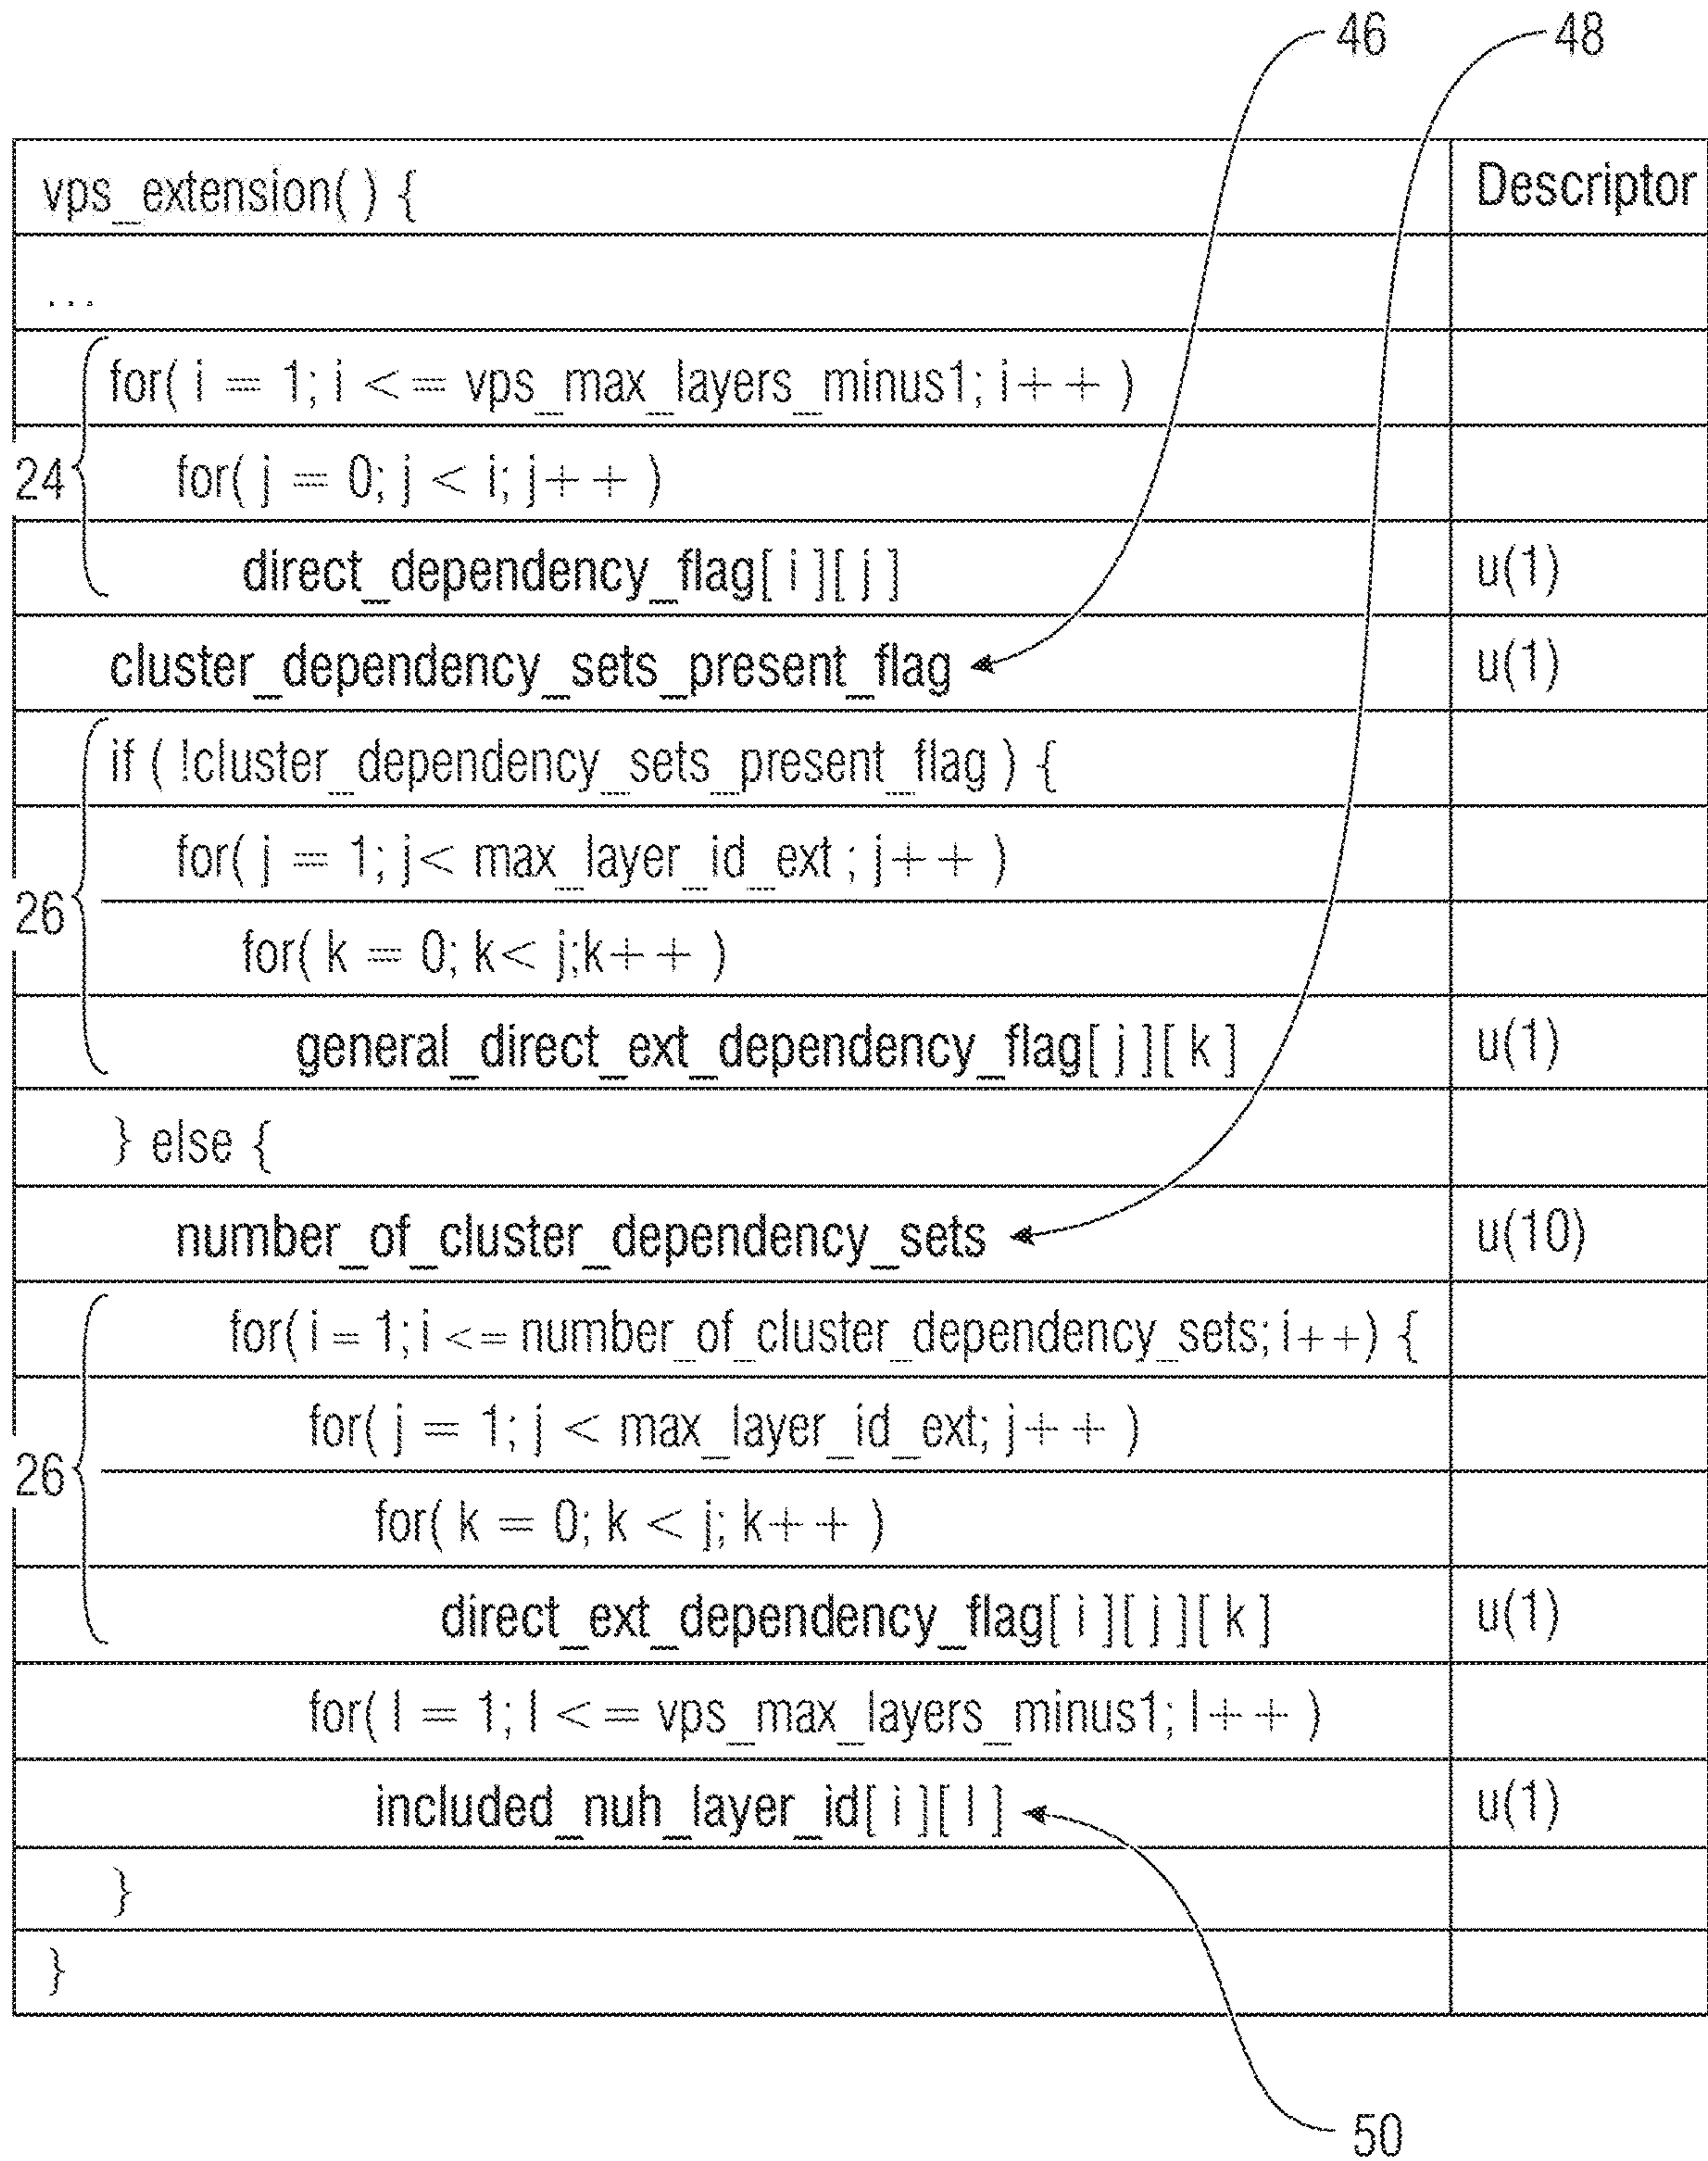 46 48
vps_extension( ) { Descriptor
...
for( i = 1; i <= vps_max_layers_minus1; i++ )
24 for( j = 0; j < i; j++ )
direct_dependency_flag[ i ][ j ] u(1)
cluster_dependency_sets_present_flag u(1)
if ( !cluster_dependency_sets_present_flag ) {
for( j = 1; j< max_layer_id_ext ; j++ )
26 for( k = 0; k< j;k++ )
general_direct_ext_dependency_flag[ j ][ k ] u(1)
} else {
number_of_cluster_dependency_sets u(10)
for( i = 1; i <= number_of_cluster_dependency_sets; i++) {
for( j = 1; j < max_layer_id_ext; j++ )
26 for( k = 0; k < j; k++ )
direct_ext_dependency_flag[ i ][ j ][ k ] u(1)
for( l = 1; l <= vps_max_layers_minus1; l++ )
included_nuh_layer_id[ i ][ l ] u(1)
}
}
50